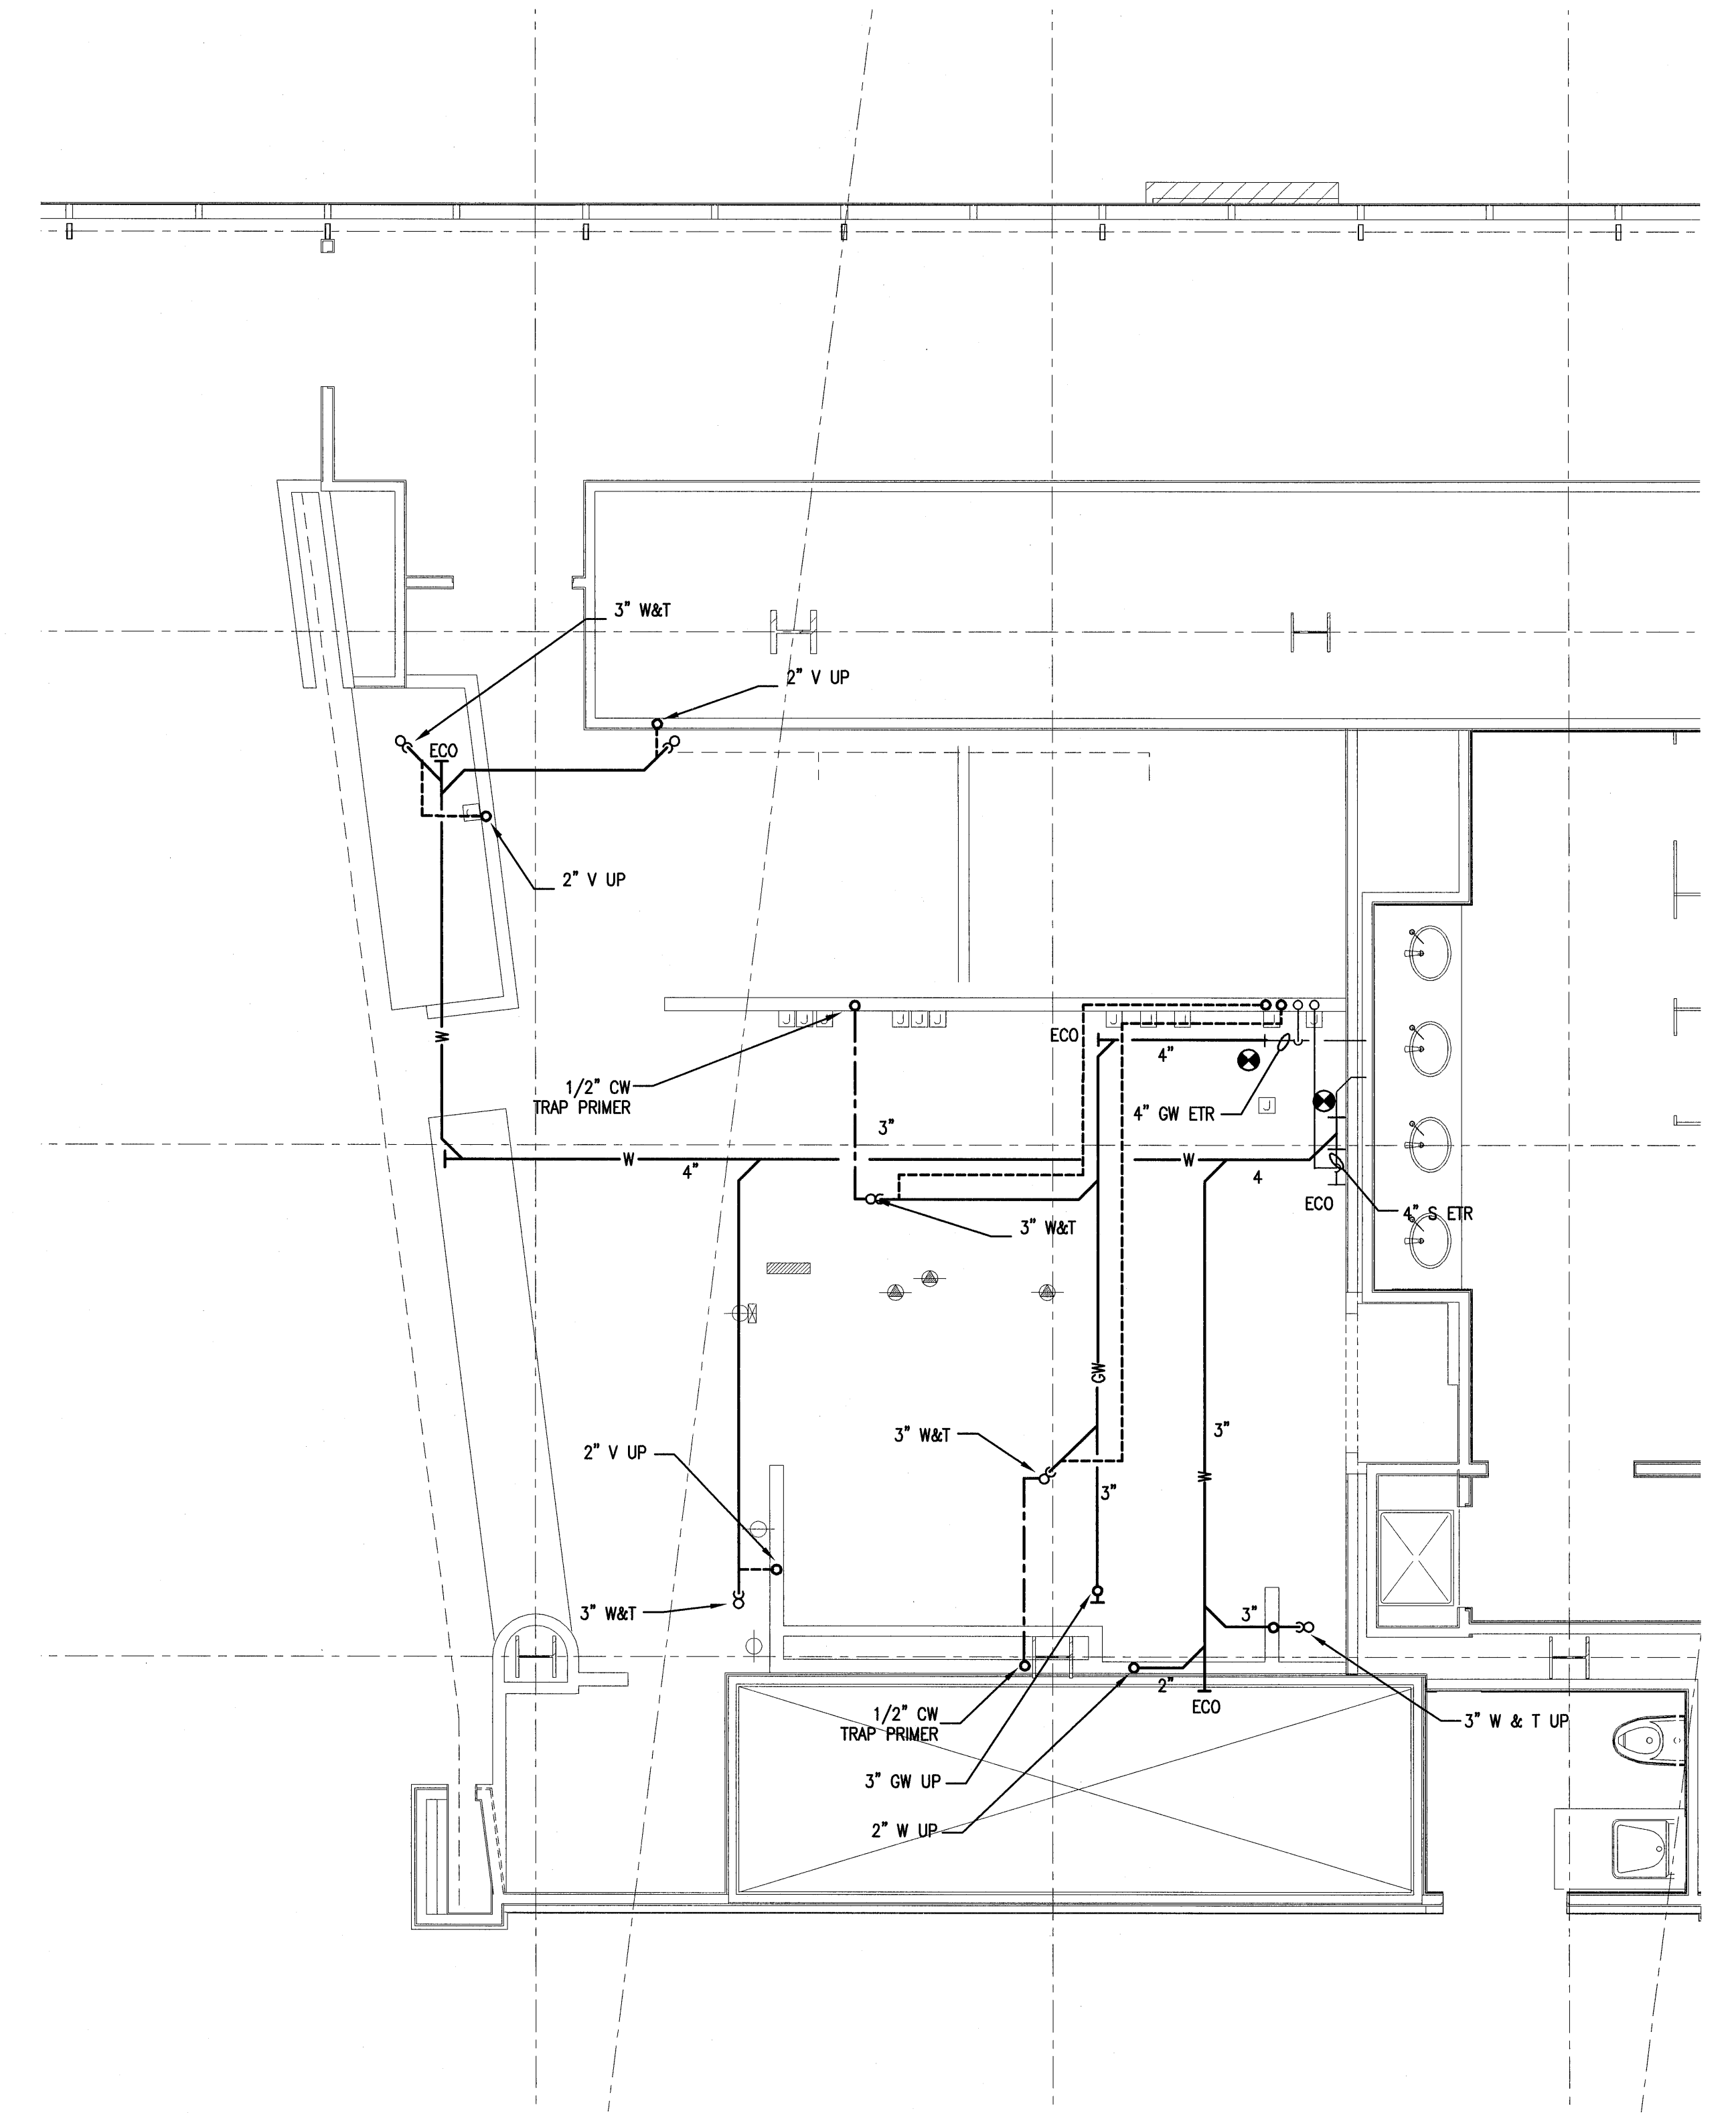 3" W&T
2" V UP
ECO
2" V UP
J
W
J J J
J J J
J J J J J
ECO
4"
1/2" CW
TRAP PRIMER
4" GW ETR
J
3"
W
4"
W
4
ECO
4" S ETR
3" W&T
GW
3"
3" W&T
2" V UP
W
3"
3" W&T
3"
2"
ECO
1/2" CW
TRAP PRIMER
3" W & T UP
3" GW UP
2" W UP